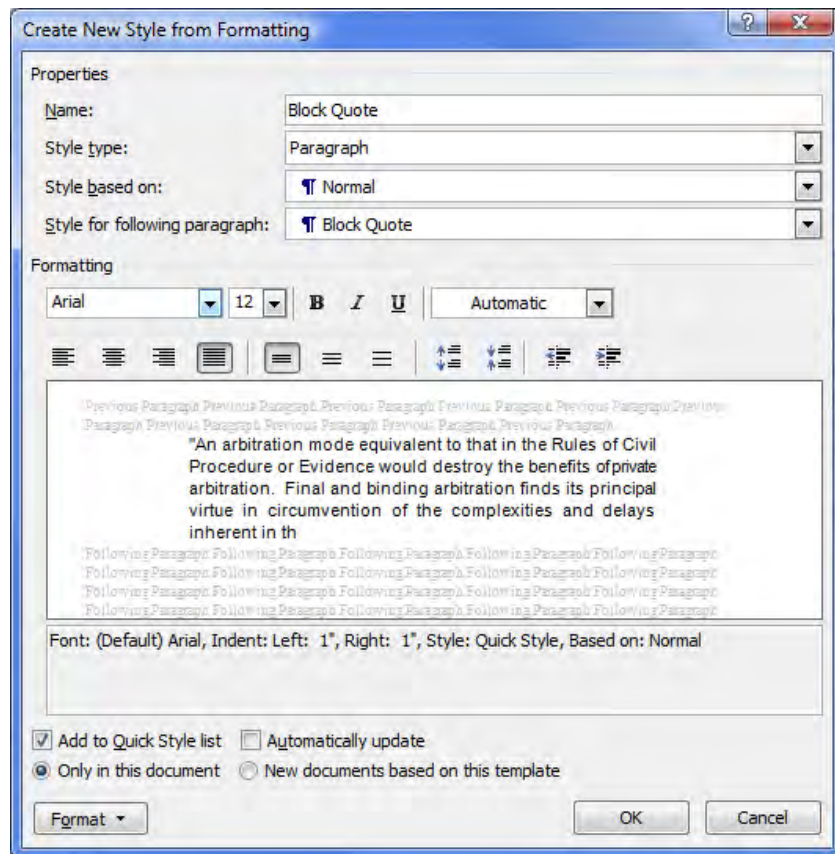 Create New Style from Formatting
Properties
Name: Block Quote
Style type: Paragraph
Style based on: ¶ Normal
Style for following paragraph: ¶ Block Quote
Formatting
Arial 12 B I U Automatic
Previous Paragraph Previous Paragraph Previous Paragraph Previous Paragraph Previous Paragraph Previous
Paragraph Previous Paragraph Previous Paragraph Previous Paragraph Previous Paragraph
"An arbitration mode equivalent to that in the Rules of Civil
Procedure or Evidence would destroy the benefits of private
arbitration. Final and binding arbitration finds its principal
virtue in circumvention of the complexities and delays
inherent in th
Following Paragraph Following Paragraph Following Paragraph Following Paragraph Following Paragraph
Following Paragraph Following Paragraph Following Paragraph Following Paragraph Following Paragraph
Following Paragraph Following Paragraph Following Paragraph Following Paragraph Following Paragraph
Following Paragraph Following Paragraph Following Paragraph Following Paragraph Following Paragraph
Font: (Default) Arial, Indent: Left: 1", Right: 1", Style: Quick Style, Based on: Normal
Add to Quick Style list Automatically update
Only in this document New documents based on this template
Format OK Cancel